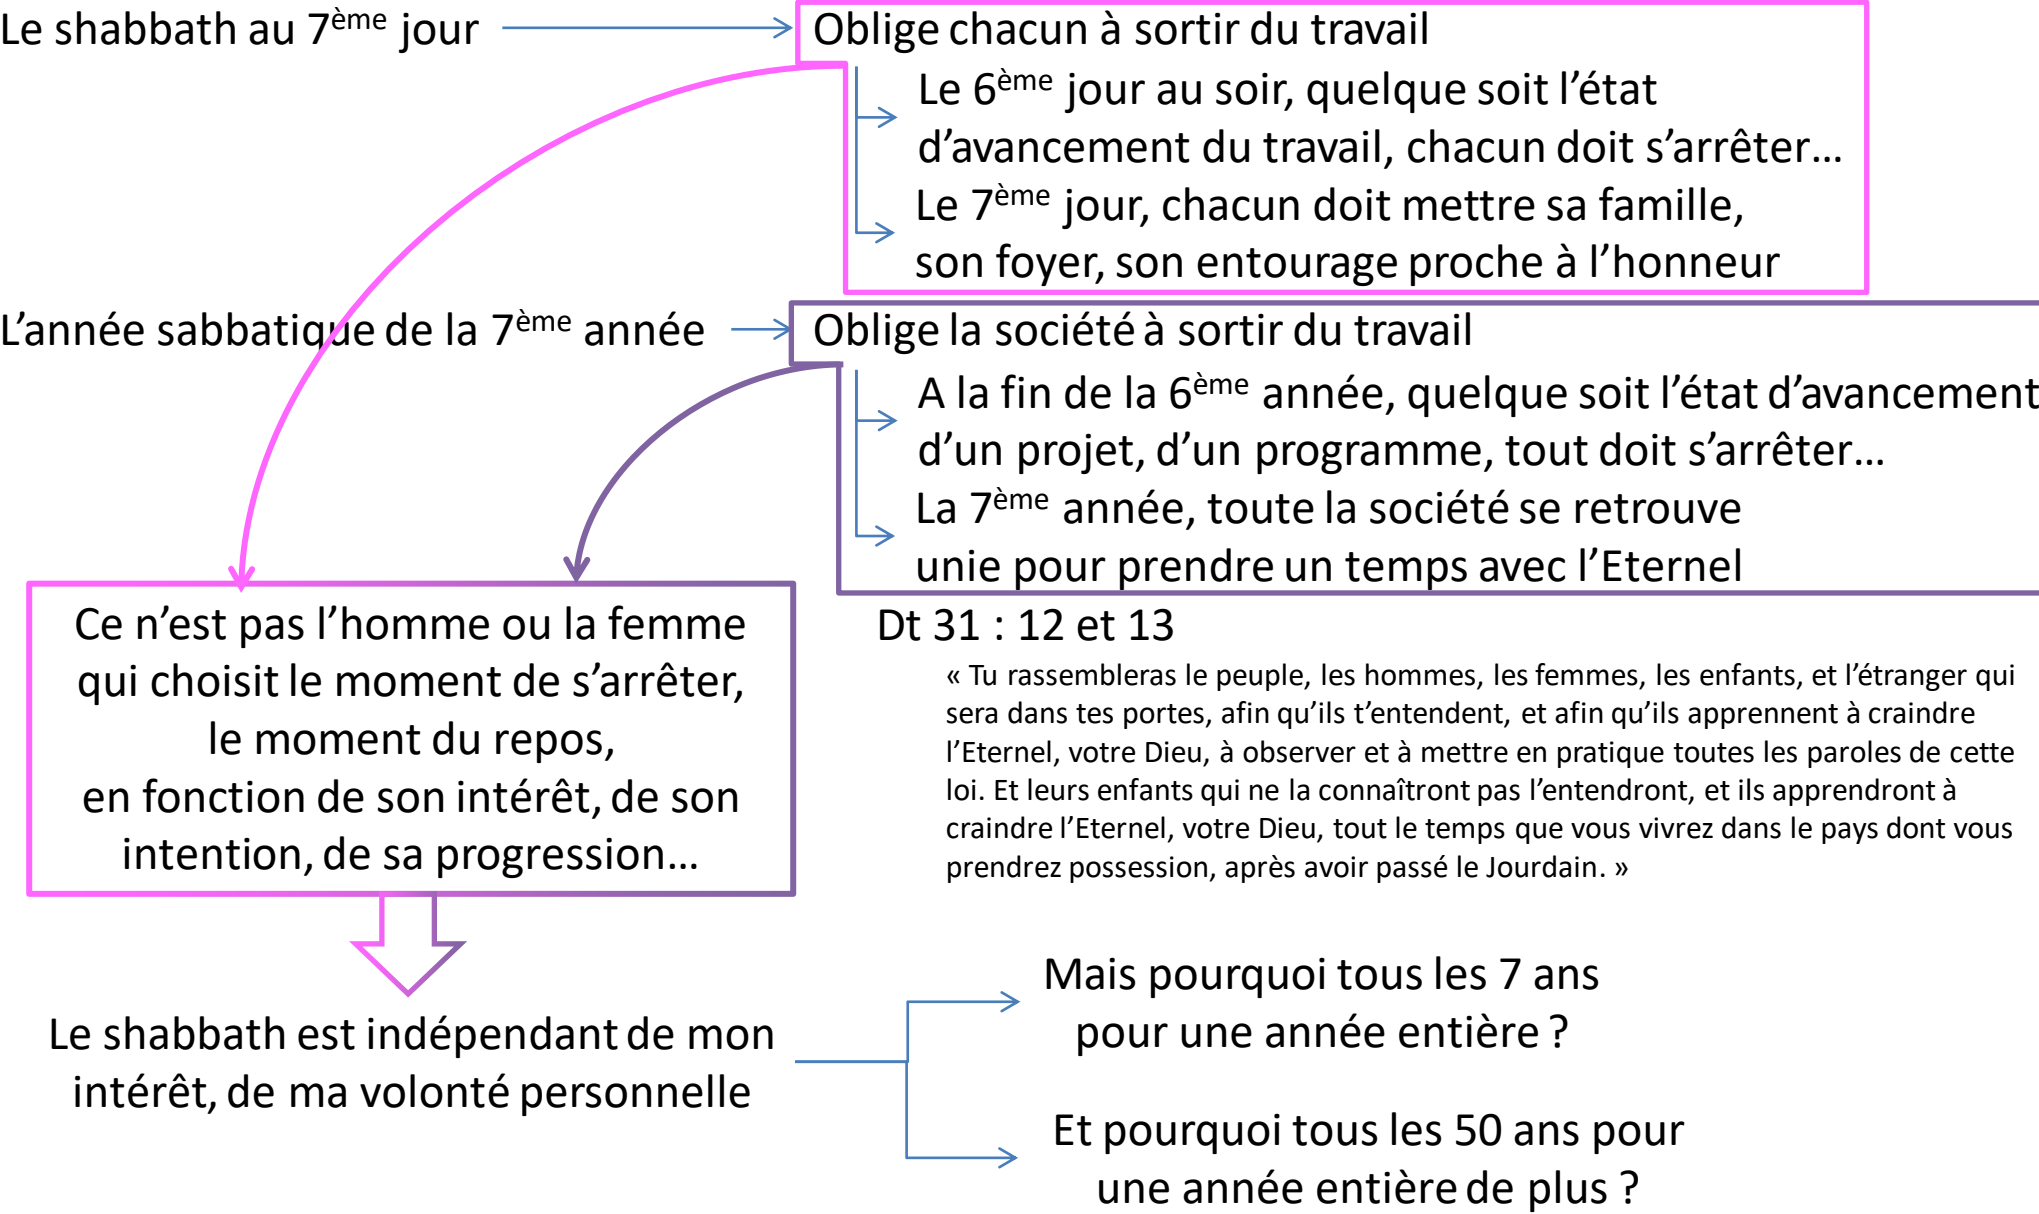 Le shabbath au 7ème jour
Oblige chacun à sortir du travail
Le 6ème jour au soir, quelque soit l’état
d’avancement du travail, chacun doit s’arrêter…
Le 7ème jour, chacun doit mettre sa famille,
son foyer, son entourage proche à l’honneur
L’année sabbatique de la 7ème année
Oblige la société à sortir du travail
A la fin de la 6ème année, quelque soit l’état d’avancement
d’un projet, d’un programme, tout doit s’arrêter…
La 7ème année, toute la société se retrouve
unie pour prendre un temps avec l’Eternel
Ce n’est pas l’homme ou la femme
qui choisit le moment de s’arrêter,
le moment du repos,
en fonction de son intérêt, de son
intention, de sa progression…
Dt 31 : 12 et 13
« Tu rassembleras le peuple, les hommes, les femmes, les enfants, et l’étranger qui
sera dans tes portes, afin qu’ils t’entendent, et afin qu’ils apprennent à craindre
l’Eternel, votre Dieu, à observer et à mettre en pratique toutes les paroles de cette
loi. Et leurs enfants qui ne la connaîtront pas l’entendront, et ils apprendront à
craindre l’Eternel, votre Dieu, tout le temps que vous vivrez dans le pays dont vous
prendrez possession, après avoir passé le Jourdain. »
Le shabbath est indépendant de mon
intérêt, de ma volonté personnelle
Mais pourquoi tous les 7 ans
pour une année entière ?
Et pourquoi tous les 50 ans pour
une année entière de plus ?